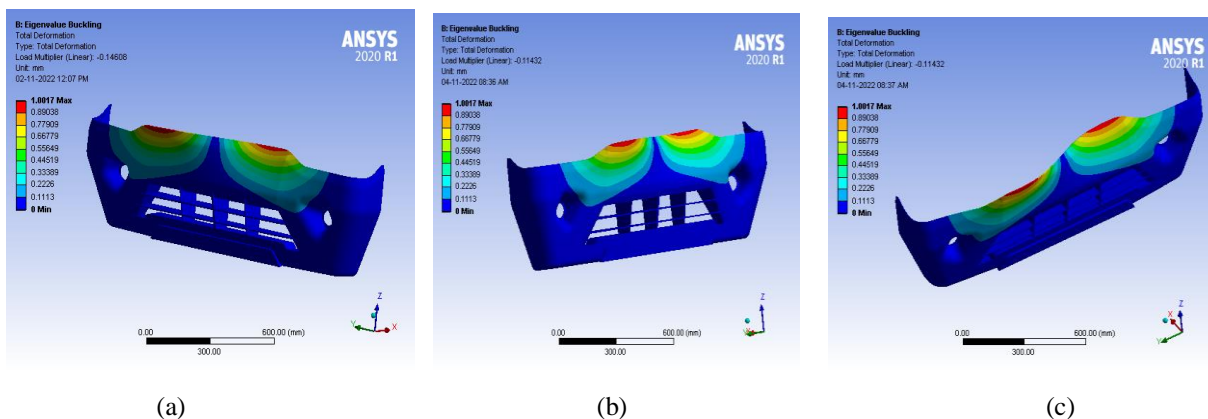 B: Eigenvalue Buckling
Total Deformation
Type: Total Deformation
Load Multiplier (Linear): -0.14608
Unit: mm
02-11-2022 12:07 PM
ANSYS
2020 R1
1.0017 Max
0.89038
0.77909
0.66779
0.55649
0.44519
0.33389
0.2226
0.1113
0 Min
Z
Y
X
0.00
600.00 (mm)
300.00
B: Eigenvalue Buckling
Total Deformation
Type: Total Deformation
Load Multiplier (Linear): -0.11432
Unit: mm
04-11-2022 08:36 AM
ANSYS
2020 R1
1.0017 Max
0.89038
0.77909
0.66779
0.55649
0.44519
0.33389
0.2226
0.1113
0 Min
Z
Y
0.00
600.00 (mm)
300.00
B: Eigenvalue Buckling
Total Deformation
Type: Total Deformation
Load Multiplier (Linear): -0.11432
Unit: mm
04-11-2022 08:37 AM
ANSYS
2020 R1
1.0017 Max
0.89038
0.77909
0.66779
0.55649
0.44519
0.33389
0.2226
0.1113
0 Min
Z
X
Y
0.00
600.00 (mm)
300.00
(a)
(b)
(c)